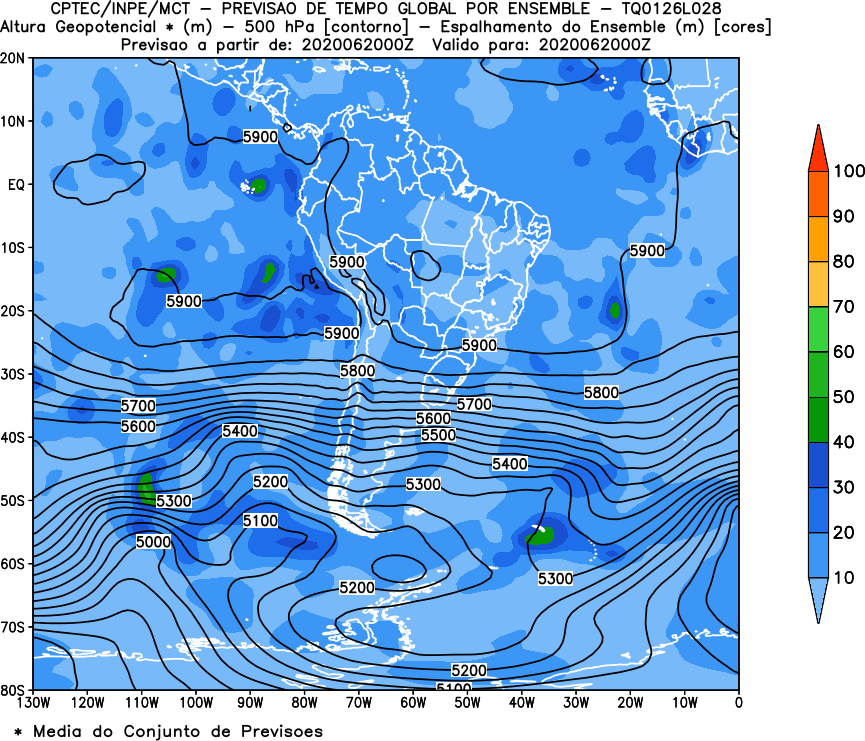 CPTEC/INPE/MCT – PREVISAO DE TEMPO GLOBAL POR ENSEMBLE – TQ0126L028
Altura Geopotencial * (m) – 500 hPa [contorno] – Espalhamento do Ensemble (m) [cores]
Previsao a partir de: 2020062000Z Valido para: 2020062000Z
20N
10N
EQ
10S
20S
30S
40S
50S
60S
70S
80S
5900
5900
5900
5900
5900
5900
5800
5800
5700
5700
5600
5600
5500
5400
5400
5300
5300
5300
5200
5200
5200
5100
5100
5000
130W 120W 110W 100W 90W 80W 70W 60W 50W 40W 30W 20W 10W 0
100
90
80
70
60
50
40
30
20
10
* Media do Conjunto de Previsoes